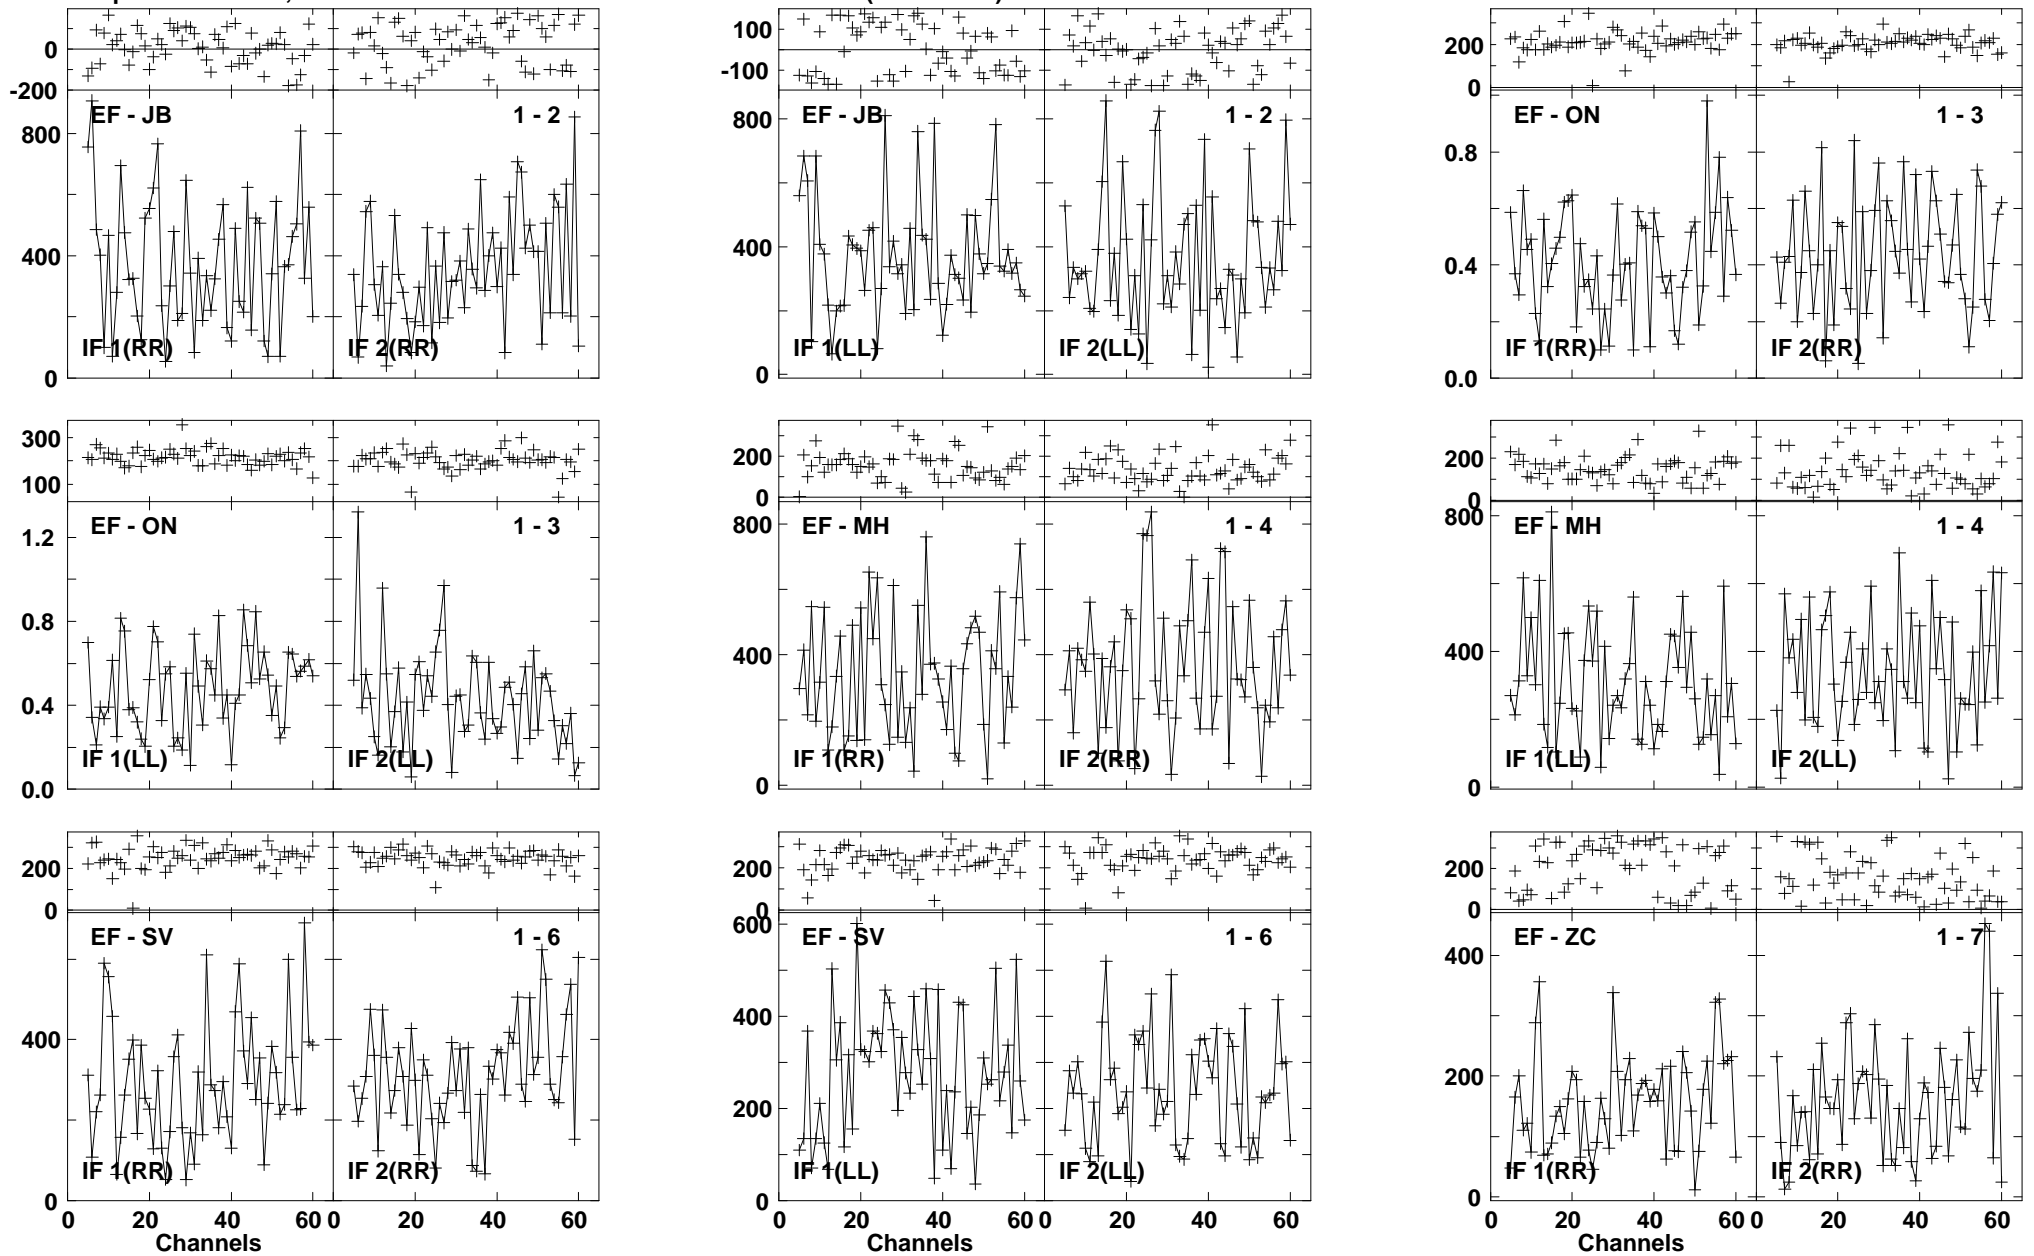 0
-200
100
-100
200
0
EF - JB
1 - 2
EF - JB
1 - 2
EF - ON
1 - 3
800
400
0
800
400
0
0.8
0.4
0.0
IF 1(RR)
IF 2(RR)
IF 1(LL)
IF 2(LL)
IF 1(RR)
IF 2(RR)
300
100
200
0
200
0
EF - ON
1 - 3
EF - MH
1 - 4
EF - MH
1 - 4
1.2
0.8
0.4
0.0
800
400
0
800
400
0
IF 1(LL)
IF 2(LL)
IF 1(RR)
IF 2(RR)
IF 1(LL)
IF 2(LL)
200
0
200
0
200
0
EF - SV
1 - 6
EF - SV
1 - 6
EF - ZC
1 - 7
400
0
600
400
200
0
400
200
0
IF 1(RR)
IF 2(RR)
IF 1(LL)
IF 2(LL)
IF 1(RR)
IF 2(RR)
0 20 40 60 0 20 40 60
0 20 40 60 0 20 40 60
0 20 40 60 0 20 40 60
Channels
Channels
Channels